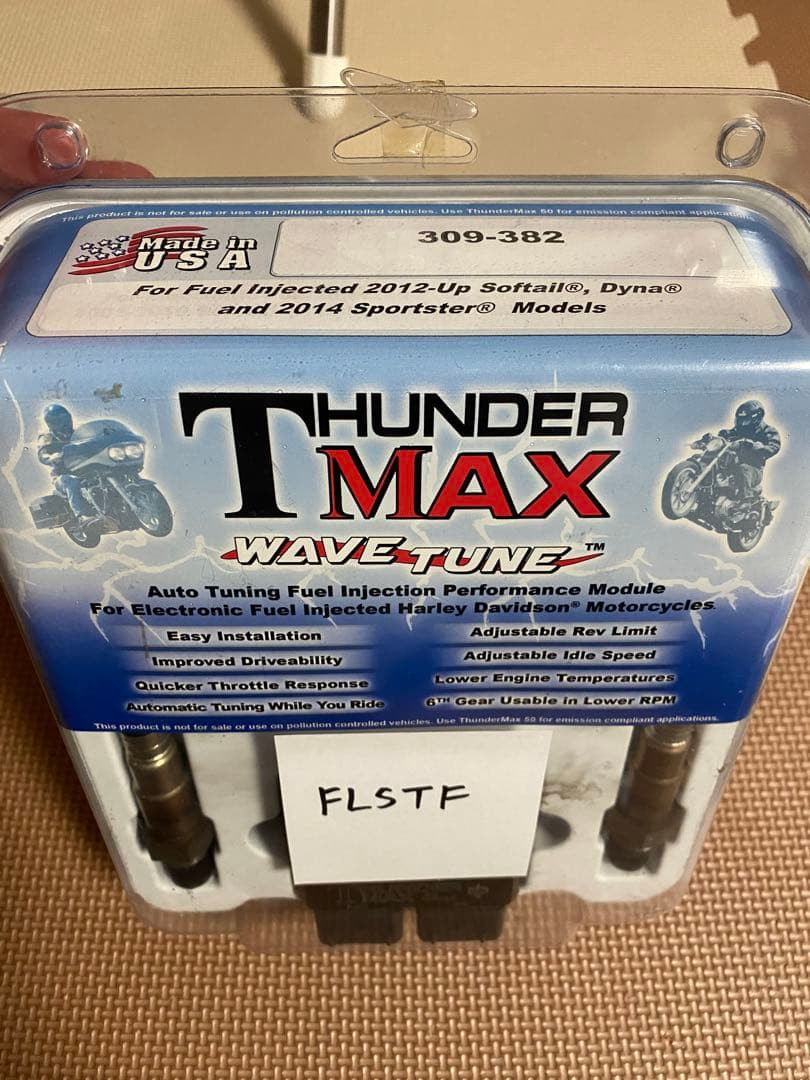 This product is not for sale or use on pollution controlled vehicles. Use ThunderMax 50 for emission compliant applications.
Made in
USA
309-382
For Fuel Injected 2012-Up Softail®, Dyna®
and 2014 Sportster® Models
THUNDER
MAX
WAVE TUNE™
Auto Tuning Fuel Injection Performance Module
For Electronic Fuel Injected Harley Davidson® Motorcycles
Easy Installation
Improved Driveability
Quicker Throttle Response
Automatic Tuning While You Ride
Adjustable Rev Limit
Adjustable Idle Speed
Lower Engine Temperatures
6TH Gear Usable in Lower RPM
This product is not for sale or use on pollution controlled vehicles. Use ThunderMax 50 for emission compliant applications.
FLSTF